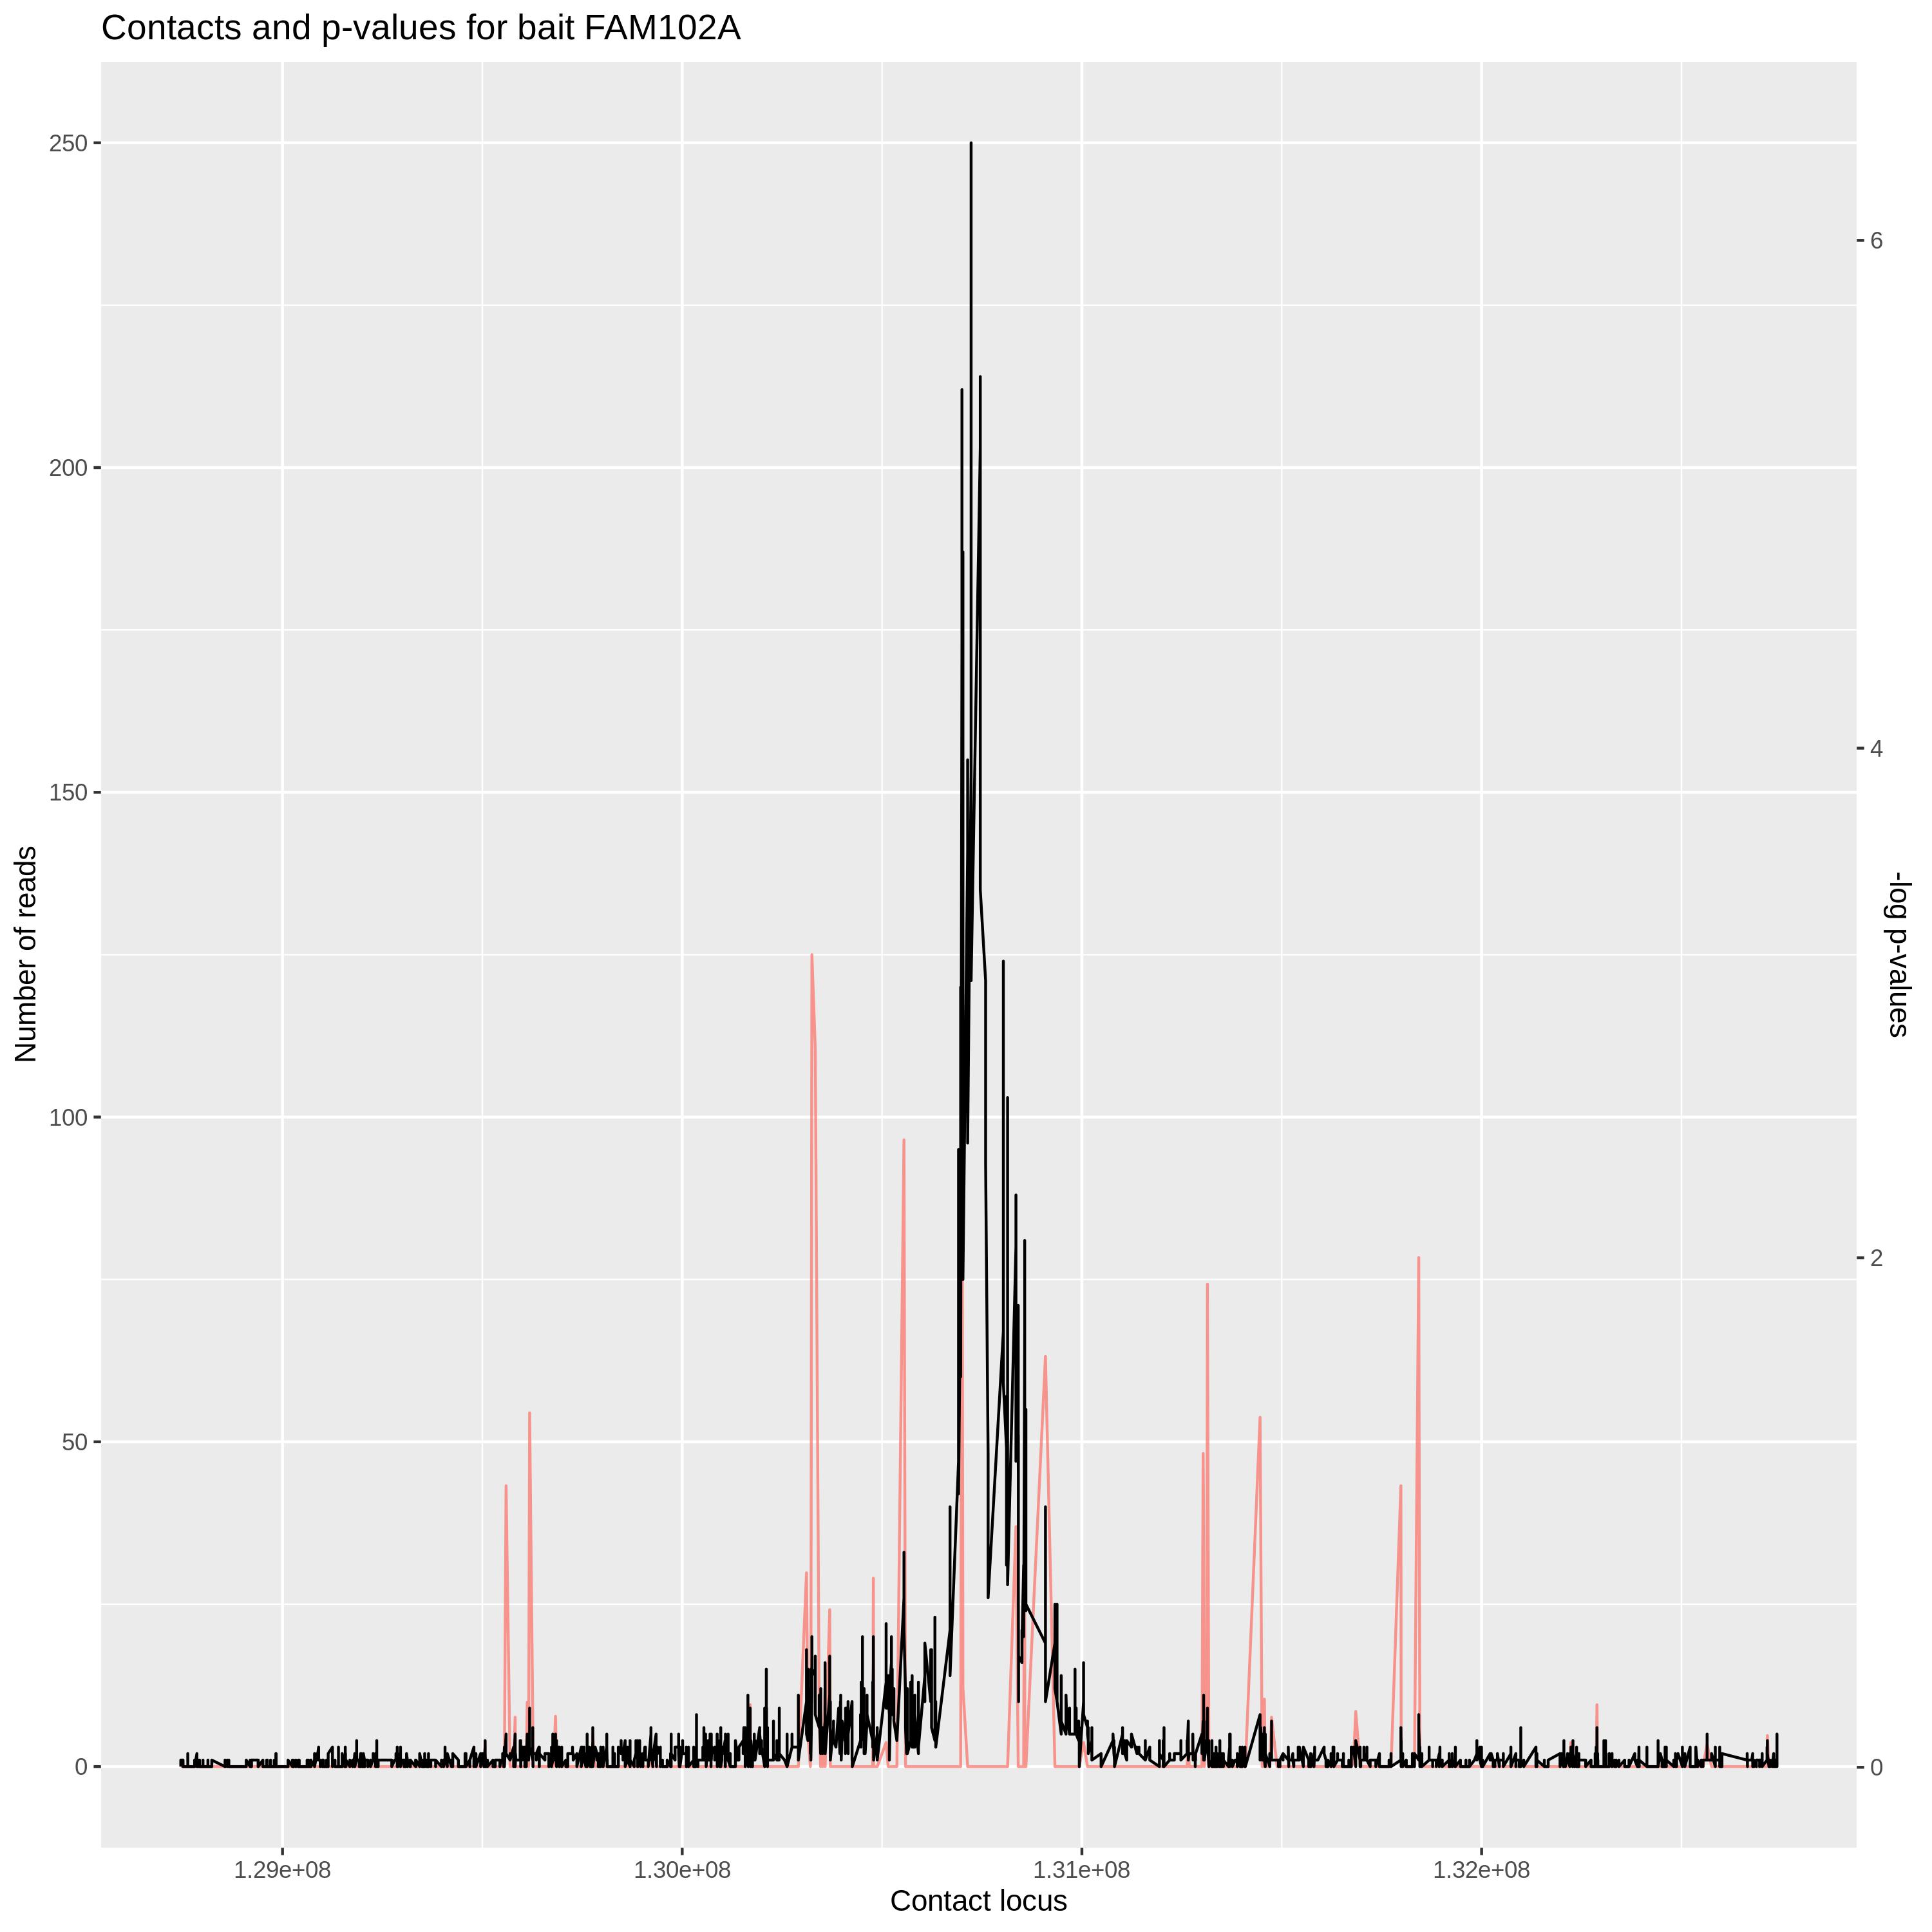 Contacts and p-values for bait FAM102A
250
200
150
100
50
0
Number of reads
6
4
2
0
-log p-values
1.29e+08
1.30e+08
1.31e+08
1.32e+08
Contact locus